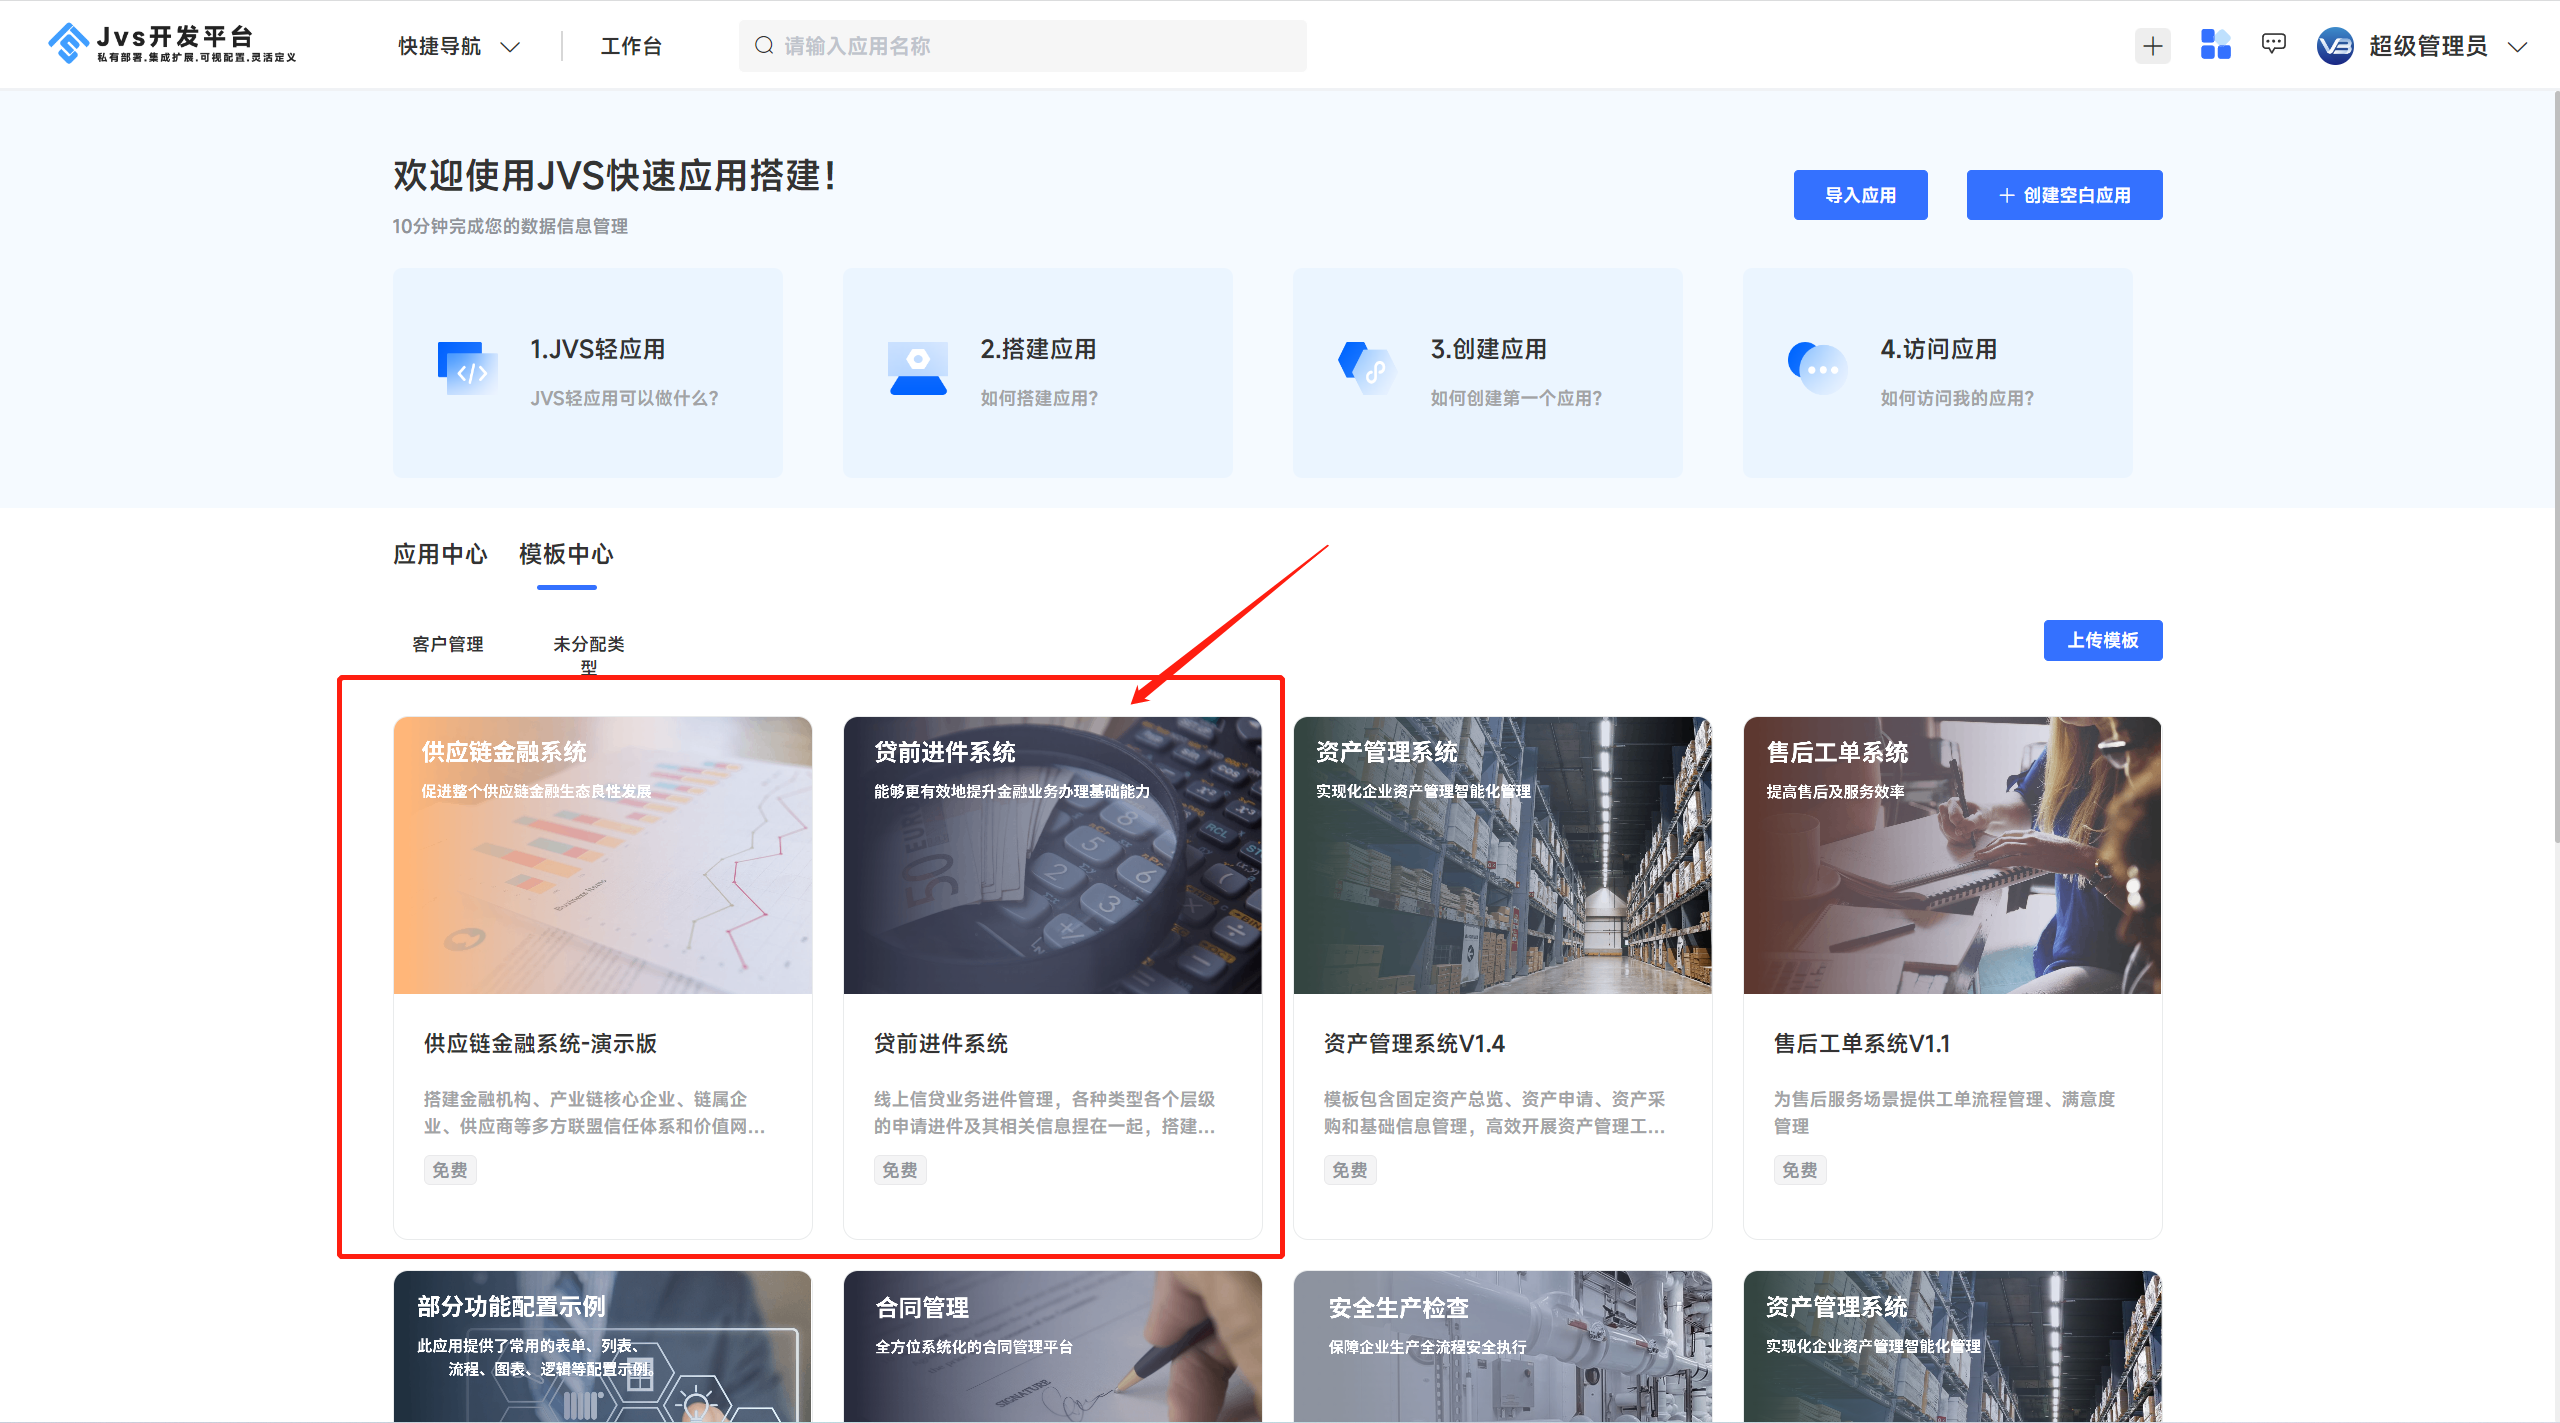 Jvs开发平台
私有部署.集成扩展.可视配置.灵活定义
快捷导航
工作台
请输入应用名称
超级管理员
欢迎使用JVS快速应用搭建！
10分钟完成您的数据信息管理
导入应用
创建空白应用
1.JVS轻应用
JVS轻应用可以做什么？
2.搭建应用
如何搭建应用？
3.创建应用
如何创建第一个应用？
4.访问应用
如何访问我的应用？
应用中心
模板中心
客户管理
未分配类
型
上传模板
供应链金融系统
促进整个供应链金融生态良性发展
供应链金融系统-演示版
搭建金融机构、产业链核心企业、链属企
业、供应商等多方联盟信任体系和价值网...
免费
贷前进件系统
能够更有效地提升金融业务办理基础能力
贷前进件系统
线上信贷业务进件管理，各种类型各个层级
的申请进件及其相关信息捏在一起，搭建...
免费
资产管理系统
实现化企业资产管理智能化管理
资产管理系统V1.4
模板包含固定资产总览、资产申请、资产采
购和基础信息管理，高效开展资产管理工...
免费
售后工单系统
提高售后及服务效率
售后工单系统V1.1
为售后服务场景提供工单流程管理、满意度
管理
免费
部分功能配置示例
此应用提供了常用的表单、列表、
流程、图表、逻辑等配置示例。
合同管理
全方位系统化的合同管理平台
SIGNATURE
安全生产检查
保障企业生产全流程安全执行
资产管理系统
实现化企业资产管理智能化管理